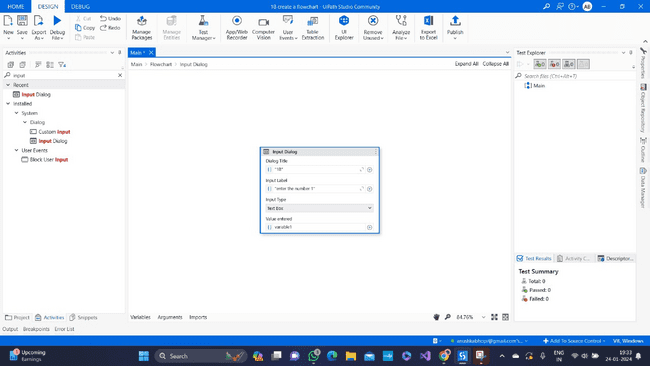 HOME DESIGN DEBUG
10 create a flowchart - UiPath Studio Community
AB
New Save Export As Debug File Cut Copy Paste Undo Redo Manage Packages Manage Entities Test Manager App/Web Recorder Computer Vision User Events Table Extraction UI Explorer Remove Unused Analyze File Export to Excel Publish
Activities
Main *
Test Explorer
input
Main > Flowchart > Input Dialog
Expand All Collapse All
Search tests (Ctrl+Alt+T)
Main
Recent
Input Dialog
Installed
System
Dialog
Custom Input
Input Dialog
User Events
Block User Input
Input Dialog
Dialog Title
"10"
Input Label
"enter the number 1"
Input Type
Text Box
Value entered
variable1
Properties
Object Repository
Outline
Data Manager
Test Results Activity C... Descriptor...
Test Summary
Total: 0
Passed: 0
Failed: 0
Project Activities Snippets
Variables Arguments Imports
84.76%
Output Breakpoints Error List
Add To Source Control VB, Windows
Upcoming
Earnings
Search
ENG
IN
19:33
24-01-2024